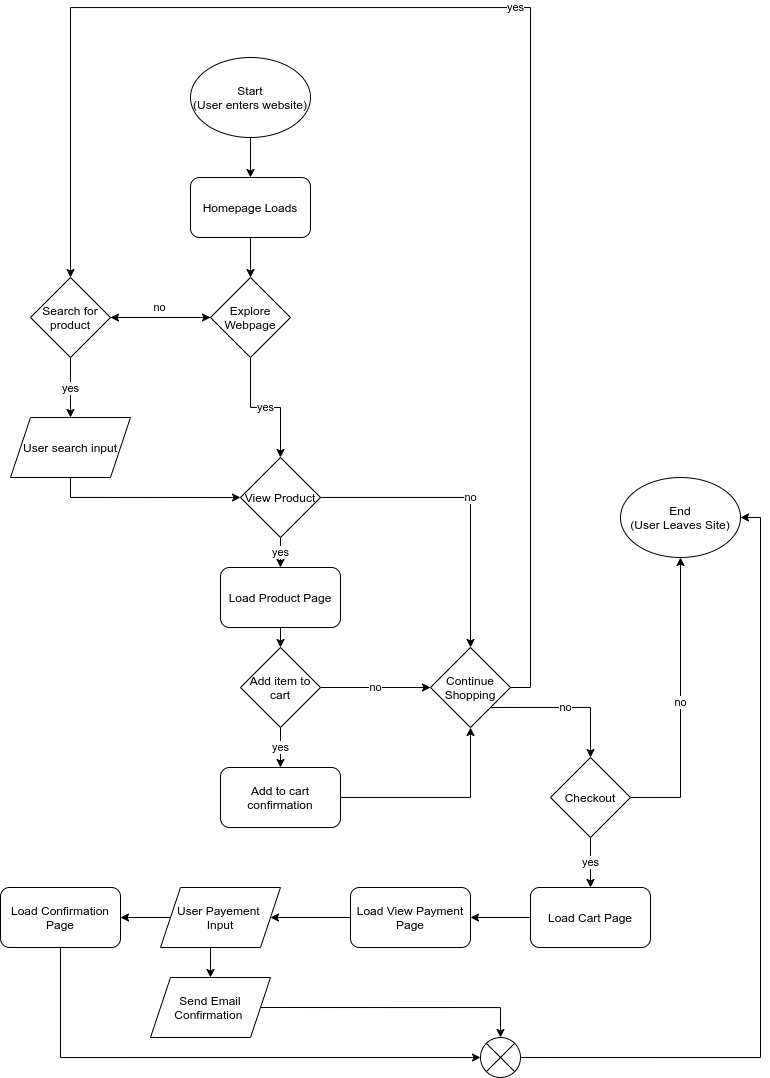 yes
Start
(User enters website)
Homepage Loads
Search for
product
no
Explore
Webpage
yes
yes
User search input
View Product
no
End
(User Leaves Site)
yes
Load Product Page
Add item to
cart
no
Continue
Shopping
no
no
yes
Add to cart
confirmation
Checkout
yes
Load Confirmation
Page
User Payement
Input
Load View Payment
Page
Load Cart Page
Send Email
Confirmation